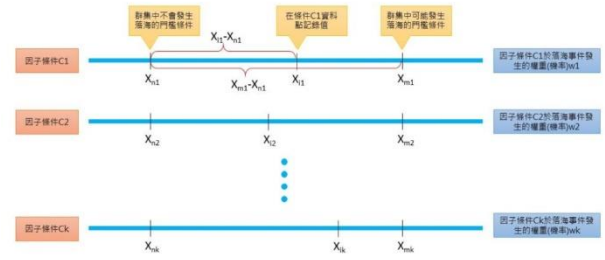 群集中不會發生
落海的門檻條件
在條件C1資料
點記錄值
群集中可能發生
落海的門檻條件
Xi1-Xn1
因子條件C1
因子條件C1於落海事件發
生的權重(機率)w1
Xn1
Xm1-Xn1
Xi1
Xm1
因子條件C2
因子條件C2於落海事件發
生的權重(機率)w2
Xn2
Xi2
Xm2
因子條件Ck
因子條件Ck於落海事件發
生的權重(機率)wk
Xnk
Xik
Xmk